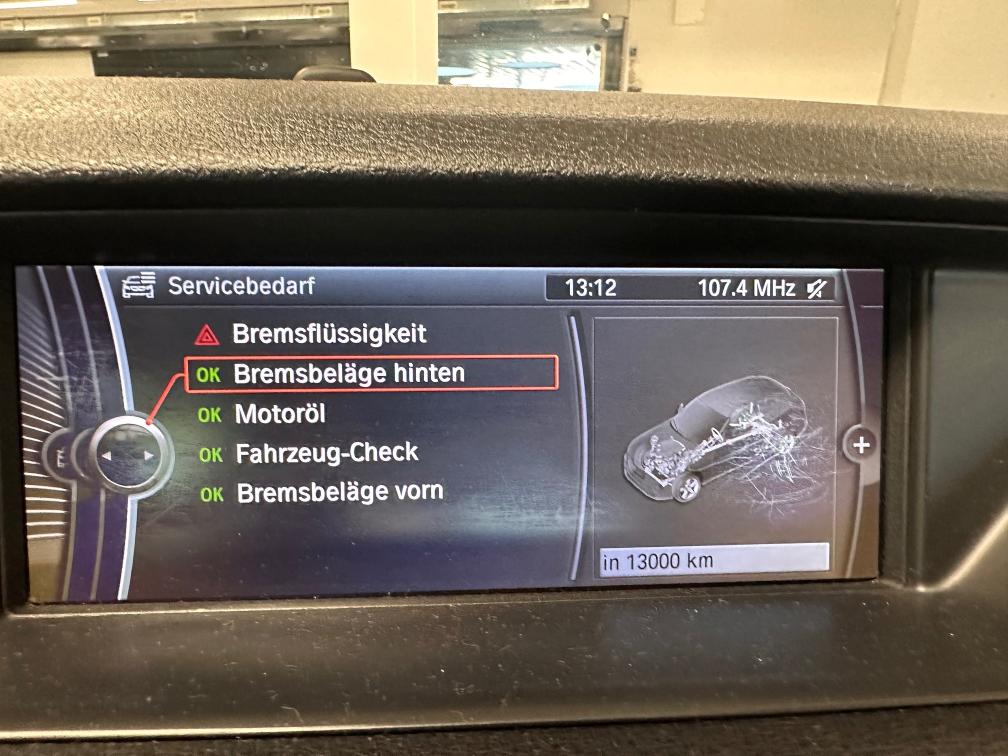 Servicebedarf
13:12
107.4 MHz
Bremsflüssigkeit
OK Bremsbeläge hinten
OK Motoröl
OK Fahrzeug-Check
OK Bremsbeläge vorn
in 13000 km